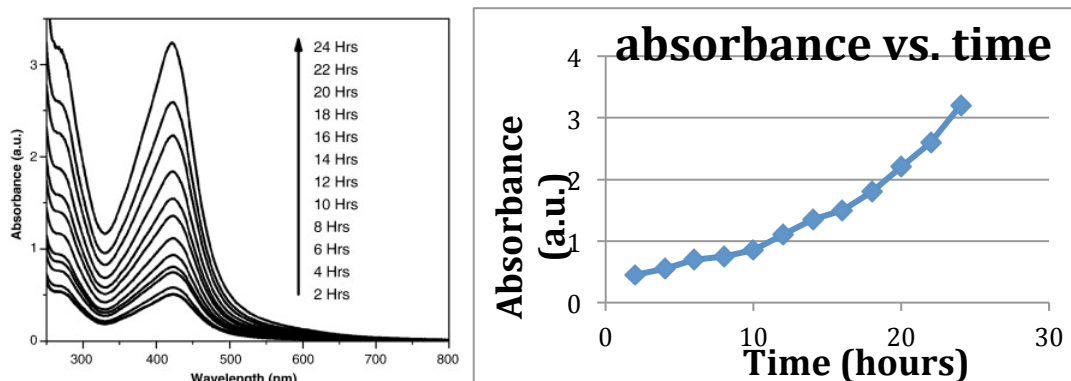 24 Hrs
22 Hrs
20 Hrs
18 Hrs
16 Hrs
14 Hrs
12 Hrs
10 Hrs
8 Hrs
6 Hrs
4 Hrs
2 Hrs
3
2
1
0
Absorbance (a.u.)
300 400 500 600 700 800
Wavelength (nm)
absorbance vs. time
4
3
2
1
0
Absorbance
(a.u.)
0 10 20 30
Time (hours)